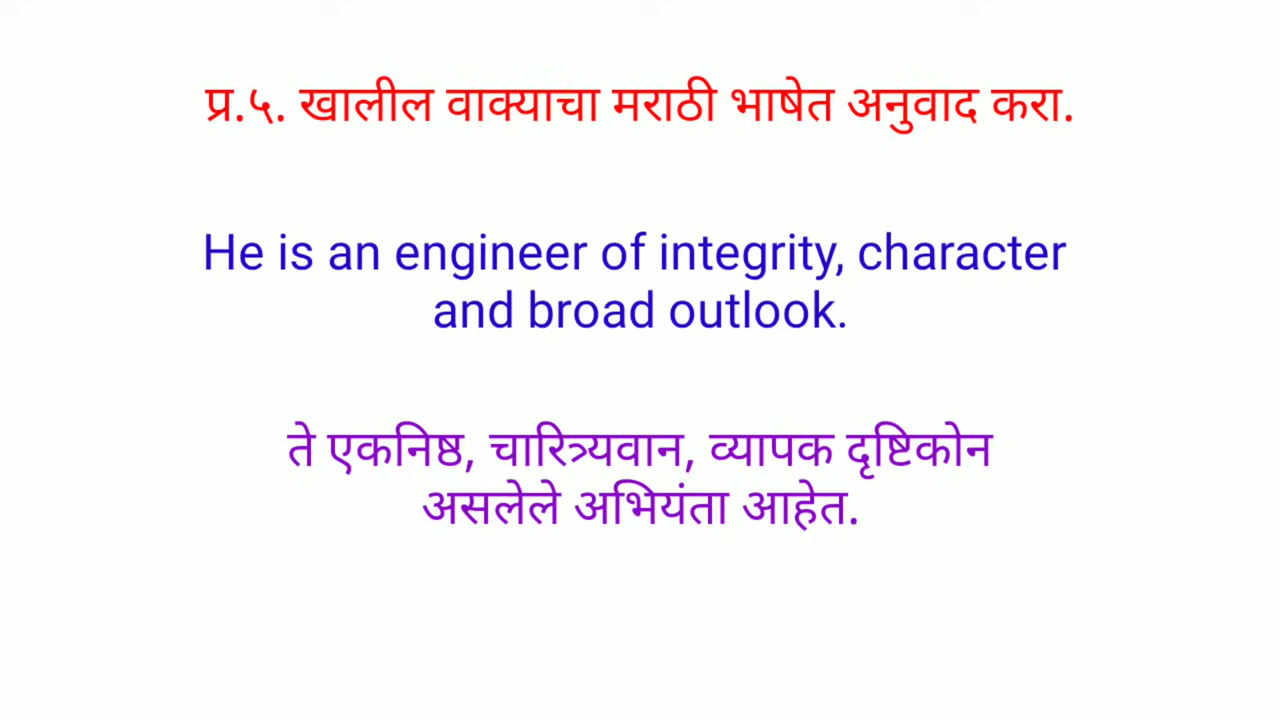 प्र.५. खालील वाक्याचा मराठी भाषेत अनुवाद करा.
He is an engineer of integrity, character
and broad outlook.
ते एकनिष्ठ, चारित्र्यवान, व्यापक दृष्टिकोन
असलेले अभियंता आहेत.